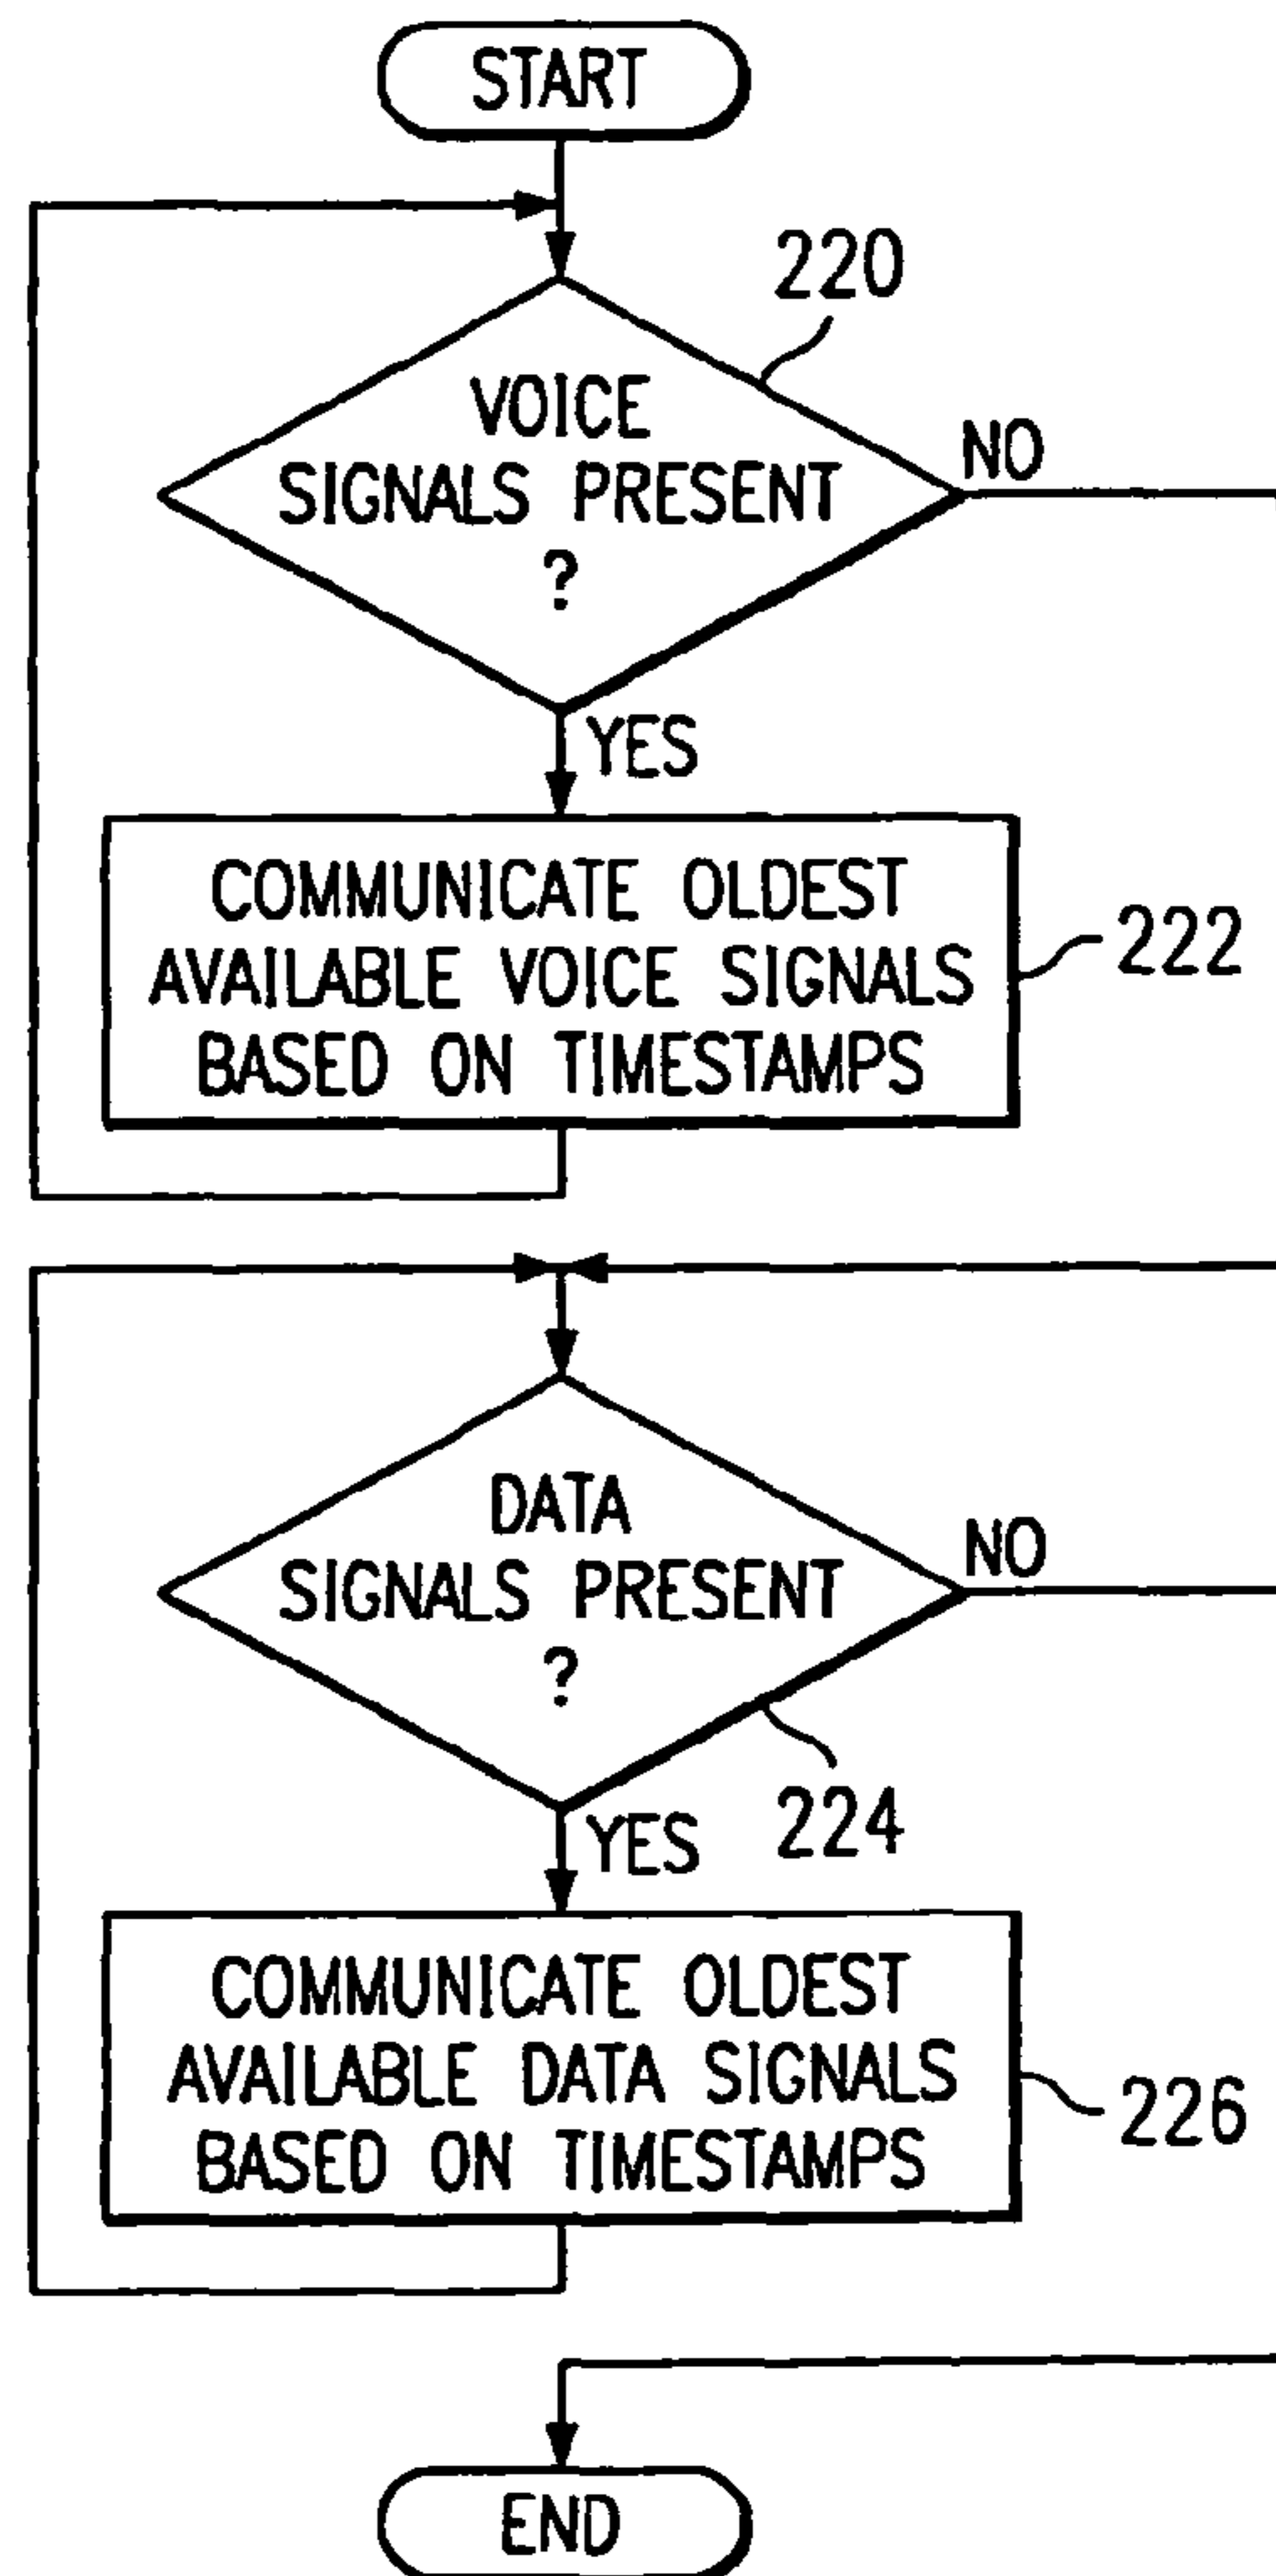 START
220
VOICE
SIGNALS PRESENT
?
NO
YES
COMMUNICATE OLDEST
AVAILABLE VOICE SIGNALS
BASED ON TIMESTAMPS
222
DATA
SIGNALS PRESENT
?
NO
224
YES
COMMUNICATE OLDEST
AVAILABLE DATA SIGNALS
BASED ON TIMESTAMPS
226
END